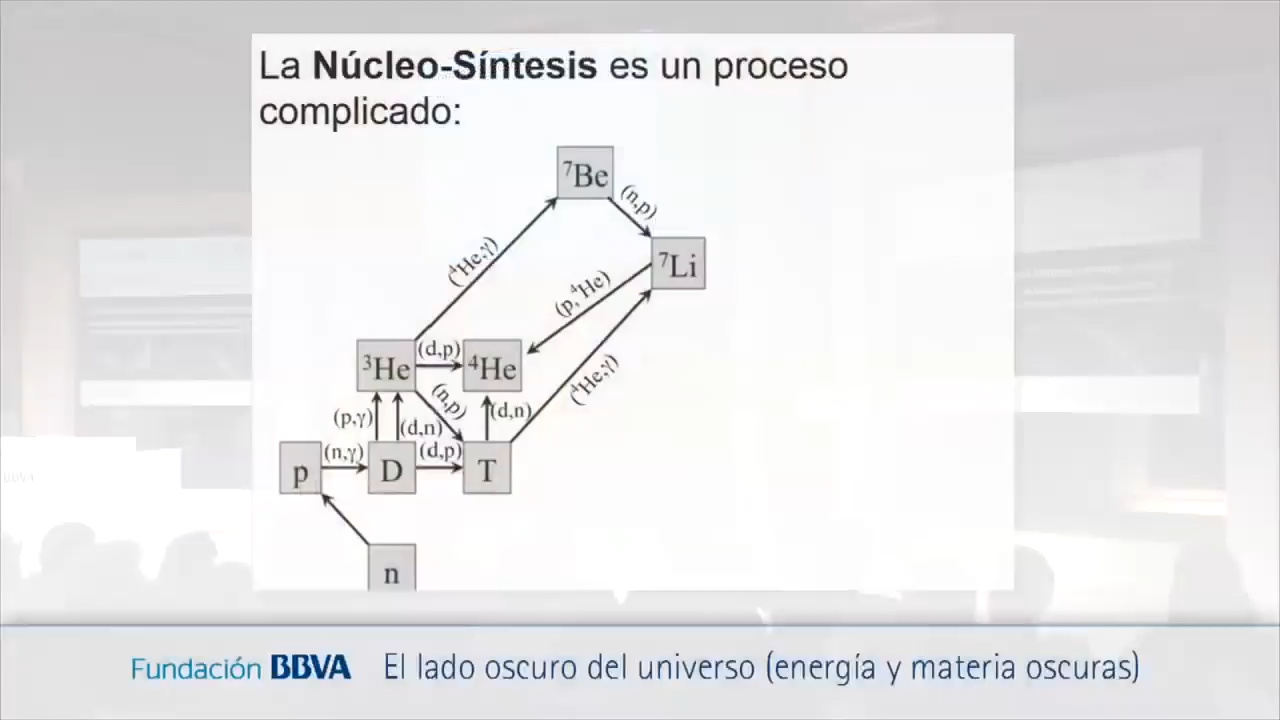 La Núcleo-Síntesis es un proceso
complicado:
⁷Be
(n,p)
⁷Li
(⁴He,γ)
(p,⁴He)
³He
(d,p)
⁴He
(⁴He,γ)
(n,p)
(p,γ)
(d,n)
(d,n)
p
(n,γ)
D
(d,p)
T
n
Fundación BBVA El lado oscuro del universo (energía y materia oscuras)